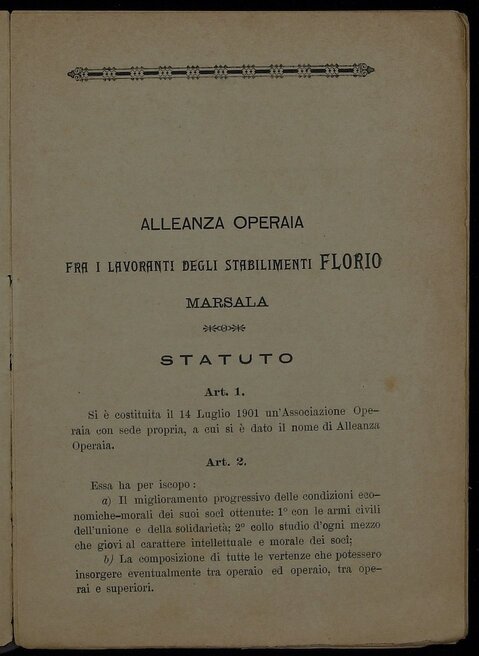 ALLEANZA OPERAIA
FRA I LAVORANTI DEGLI STABILIMENTI FLORIO
MARSALA
STATUTO
Art. 1.
Si è costituita il 14 Luglio 1901 un'Associazione Ope-
raia con sede propria, a cui si è dato il nome di Alleanza
Operaia.
Art. 2.
Essa ha per iscopo :
a) Il miglioramento progressivo delle condizioni eco-
nomiche-morali dei suoi socî ottenute: 1° con le armi civili
dell'unione e della solidarietà; 2° collo studio d'ogni mezzo
che giovi al carattere intellettuale e morale dei socî;
b) La composizione di tutte le vertenze che potessero
insorgere eventualmente tra operaio ed operaio, tra ope-
rai e superiori.